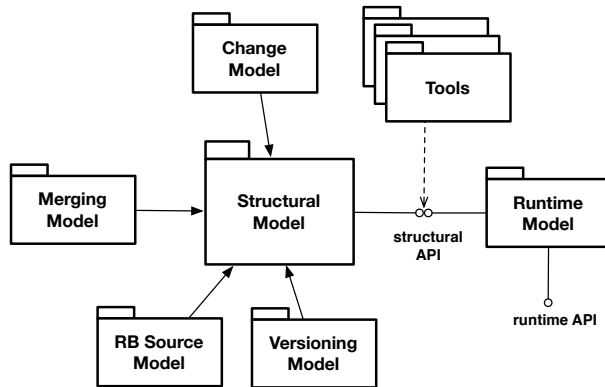 Change
Model
Tools
Merging
Model
Structural
Model
Runtime
Model
structural
API
runtime API
RB Source
Model
Versioning
Model